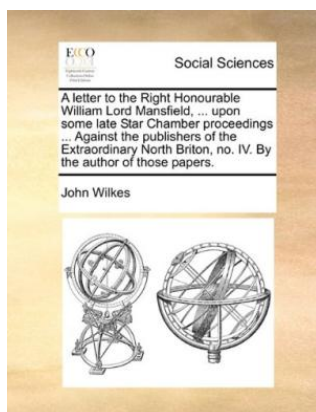 ECCO
Social Sciences
A letter to the Right Honourable
William Lord Mansfield, ... upon
some late Star Chamber proceedings
... Against the publishers of the
Extraordinary North Briton, no. IV. By
the author of those papers.
John Wilkes